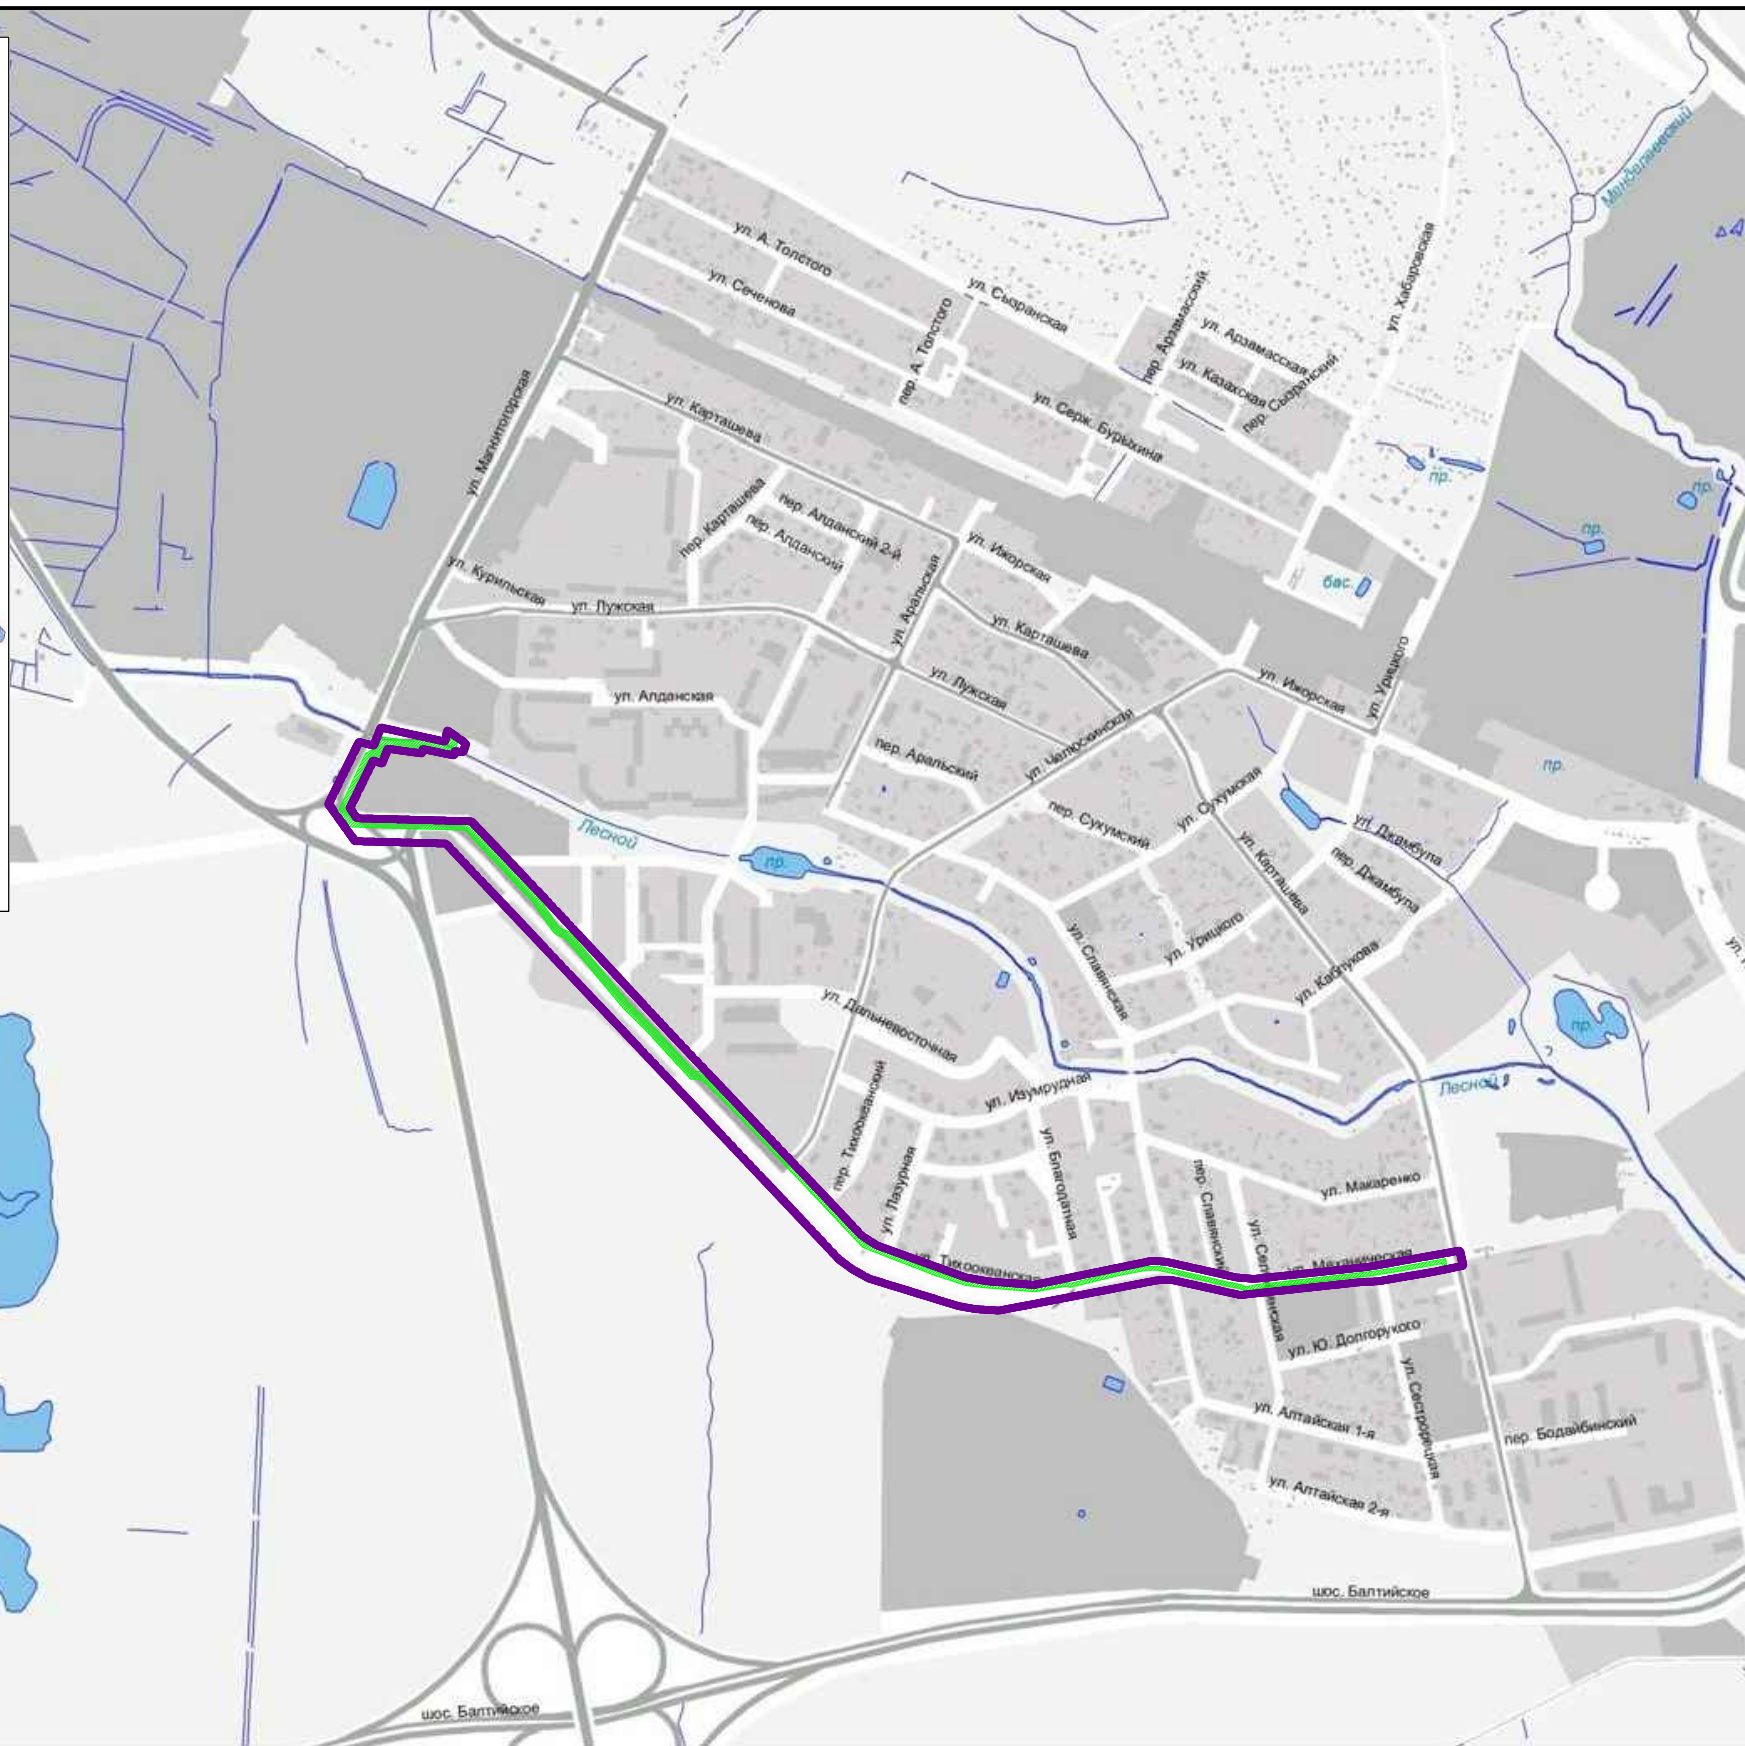 Менделеевский
ул. А. Толстого
ул. Сеченова
ул. Сызранская
пер. А. Толстого
пер. Арзамасский
ул. Арзамасская
ул. Казахская
пер. Сызранский
ул. Хабаровская
ул. Магнитогорская
ул. Карташева
ул. Серж. Бурыхина
пр.
пр.
пр.
пер. Карташева
пер. Алданский 2-й
пер. Алданский
ул. Ижорская
бас.
ул. Курильская
ул. Лужская
ул. Аральская
ул. Карташева
ул. Урицкого
ул. Алданская
ул. Лужская
ул. Ижорская
ул. Челюскинская
пер. Аральский
пр.
ул. Сухумская
пер. Сукумский
Лесной
пр.
ул. Джамбула
ул. Карташева
пер. Джамбула
ул. Славянская
ул. Урицкого
ул. Каблукова
ул. Дальневосточная
пр.
ул. Изумрудная
Лесной
пер. Тихоокеанский
ул. Благодатная
ул. Лазурная
пер. Славянский
ул. Макаренко
ул. Тихоокеанская
ул. Механическая
ул. Ю. Долгорукого
ул. Сестрорецкая
ул. Алтайская 1-я
пер. Бодайбинский
ул. Алтайская 2-я
шос. Балтийское
шос. Балтийское